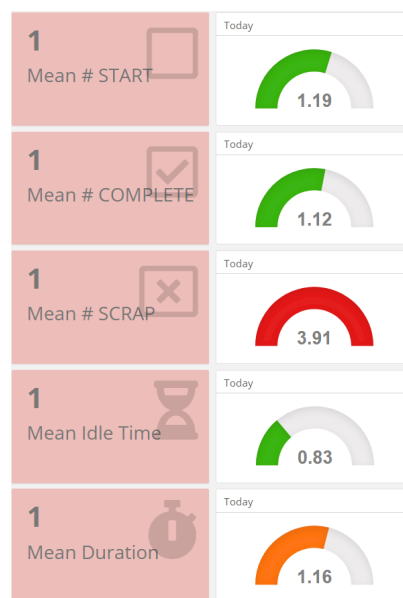 1
Mean # START
Today
1.19
1
Mean # COMPLETE
Today
1.12
1
Mean # SCRAP
Today
3.91
1
Mean Idle Time
Today
0.83
1
Mean Duration
Today
1.16